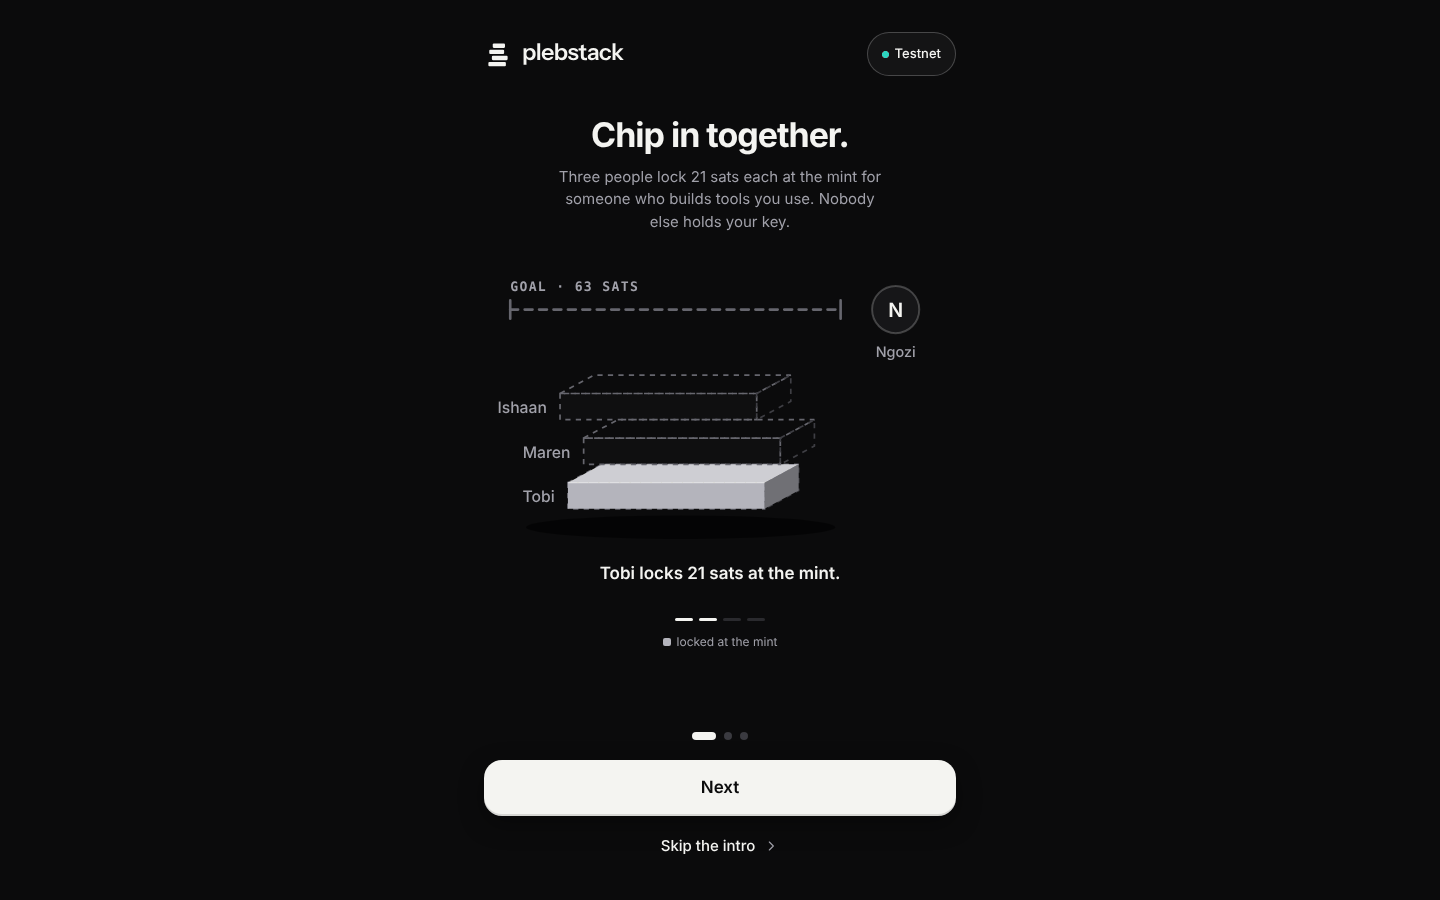 plebstack
Testnet
Chip in together.
Three people lock 21 sats each at the mint for
someone who builds tools you use. Nobody
else holds your key.
GOAL · 63 SATS
N
Ngozi
Ishaan
Maren
Tobi
Tobi locks 21 sats at the mint.
locked at the mint
Next
Skip the intro